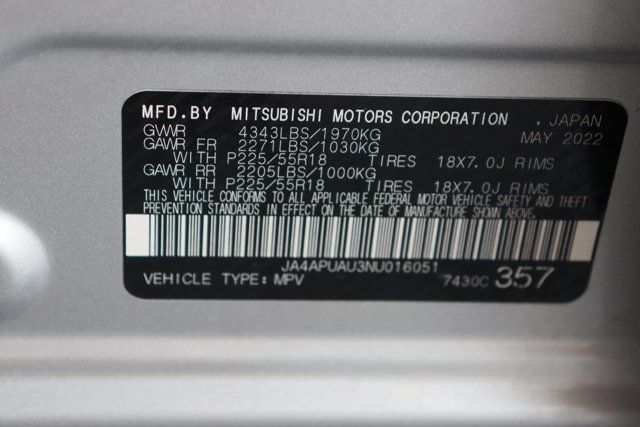 MFD.BY MITSUBISHI MOTORS CORPORATION , JAPAN
GVWR 4343LBS/1970KG MAY 2022
GAWR FR 2271LBS/1030KG
WITH P225/55R18 TIRES 18X7.0J RIMS
GAWR RR 2205LBS/1000KG
WITH P225/55R18 TIRES 18X7.0J RIMS
THIS VEHICLE CONFORMS TO ALL APPLICABLE FEDERAL MOTOR VEHICLE SAFETY AND THEFT
PREVENTION STANDARDS IN EFFECT ON THE DATE OF MANUFACTURE SHOWN ABOVE.
JA4APUAU3NU016051
VEHICLE TYPE:MPV 7430C 357